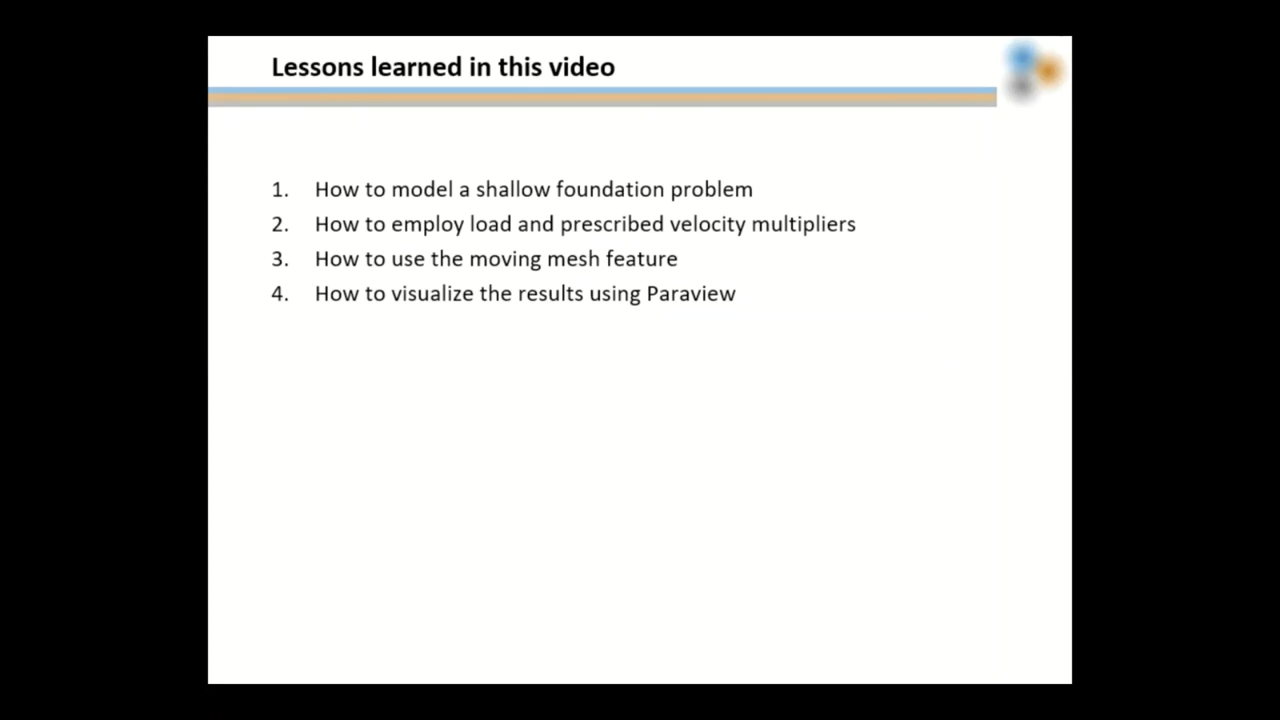 Lessons learned in this video
1. How to model a shallow foundation problem
2. How to employ load and prescribed velocity multipliers
3. How to use the moving mesh feature
4. How to visualize the results using Paraview